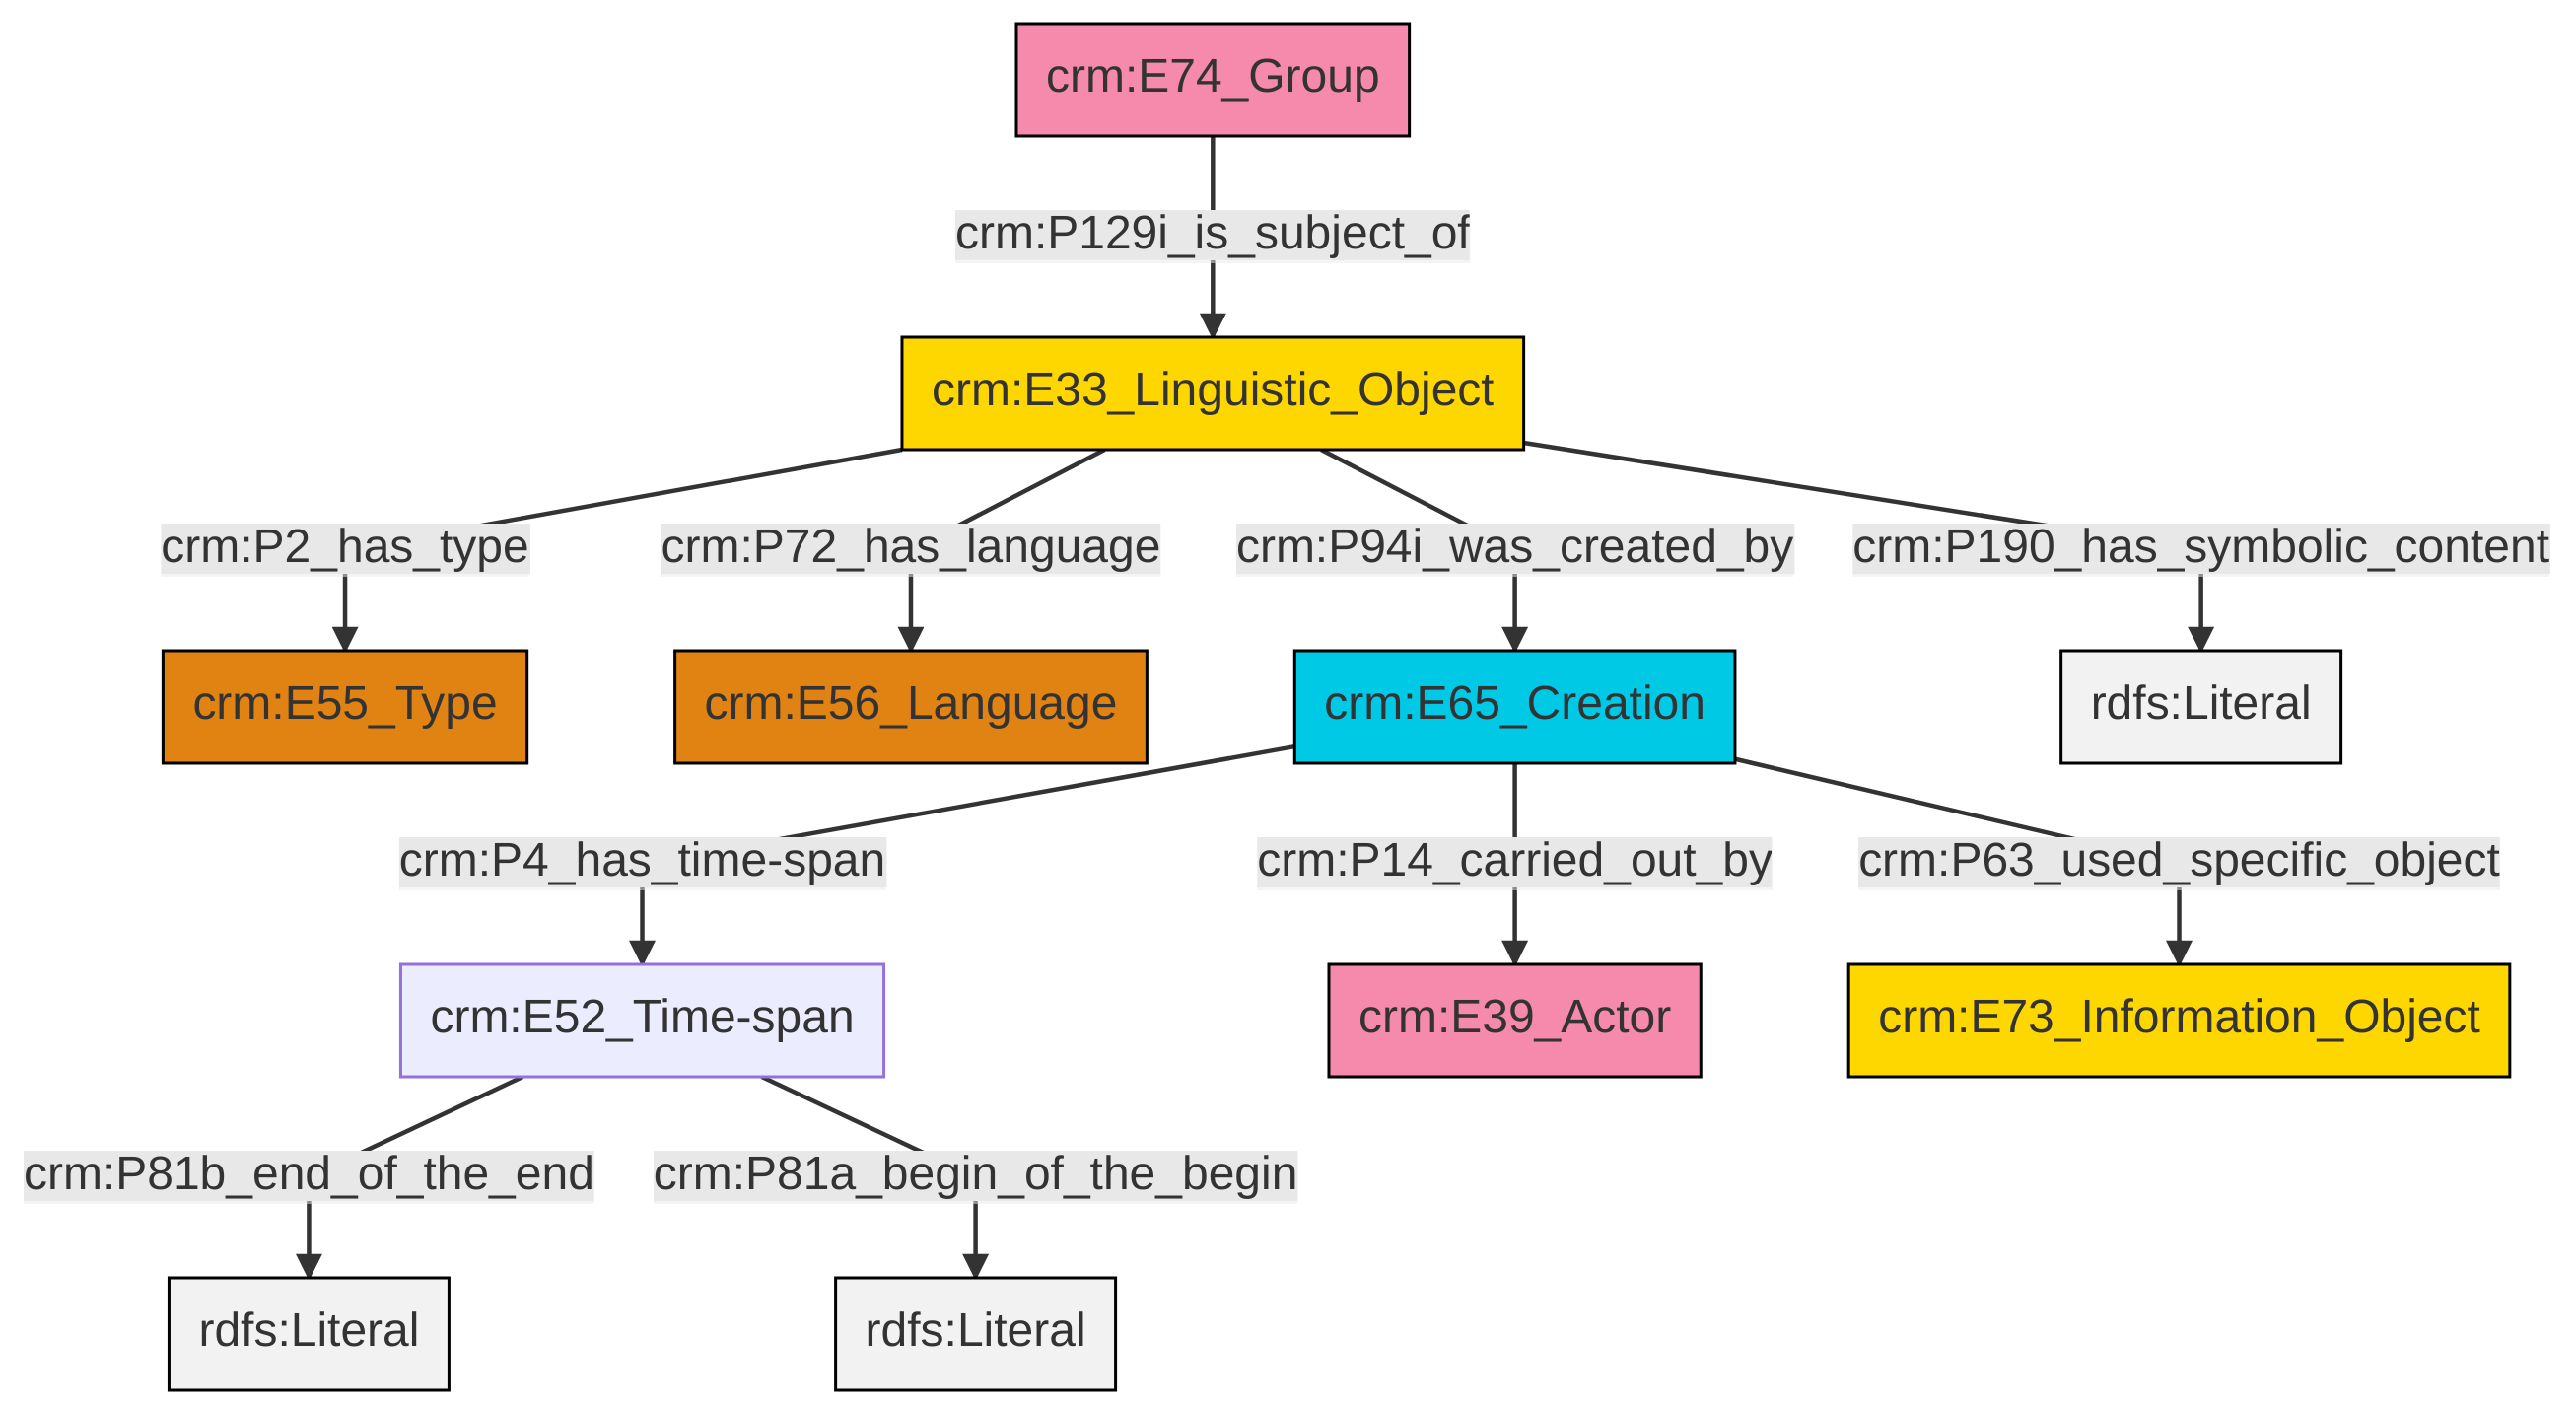 crm:E74_Group
crm:P129i_is_subject_of
crm:E33_Linguistic_Object
crm:P2_has_type
crm:P72_has_language
crm:P94i_was_created_by
crm:P190_has_symbolic_content
crm:E55_Type
crm:E56_Language
crm:E65_Creation
rdfs:Literal
crm:P4_has_time-span
crm:P14_carried_out_by
crm:P63_used_specific_object
crm:E52_Time-span
crm:E39_Actor
crm:E73_Information_Object
crm:P81b_end_of_the_end
crm:P81a_begin_of_the_begin
rdfs:Literal
rdfs:Literal